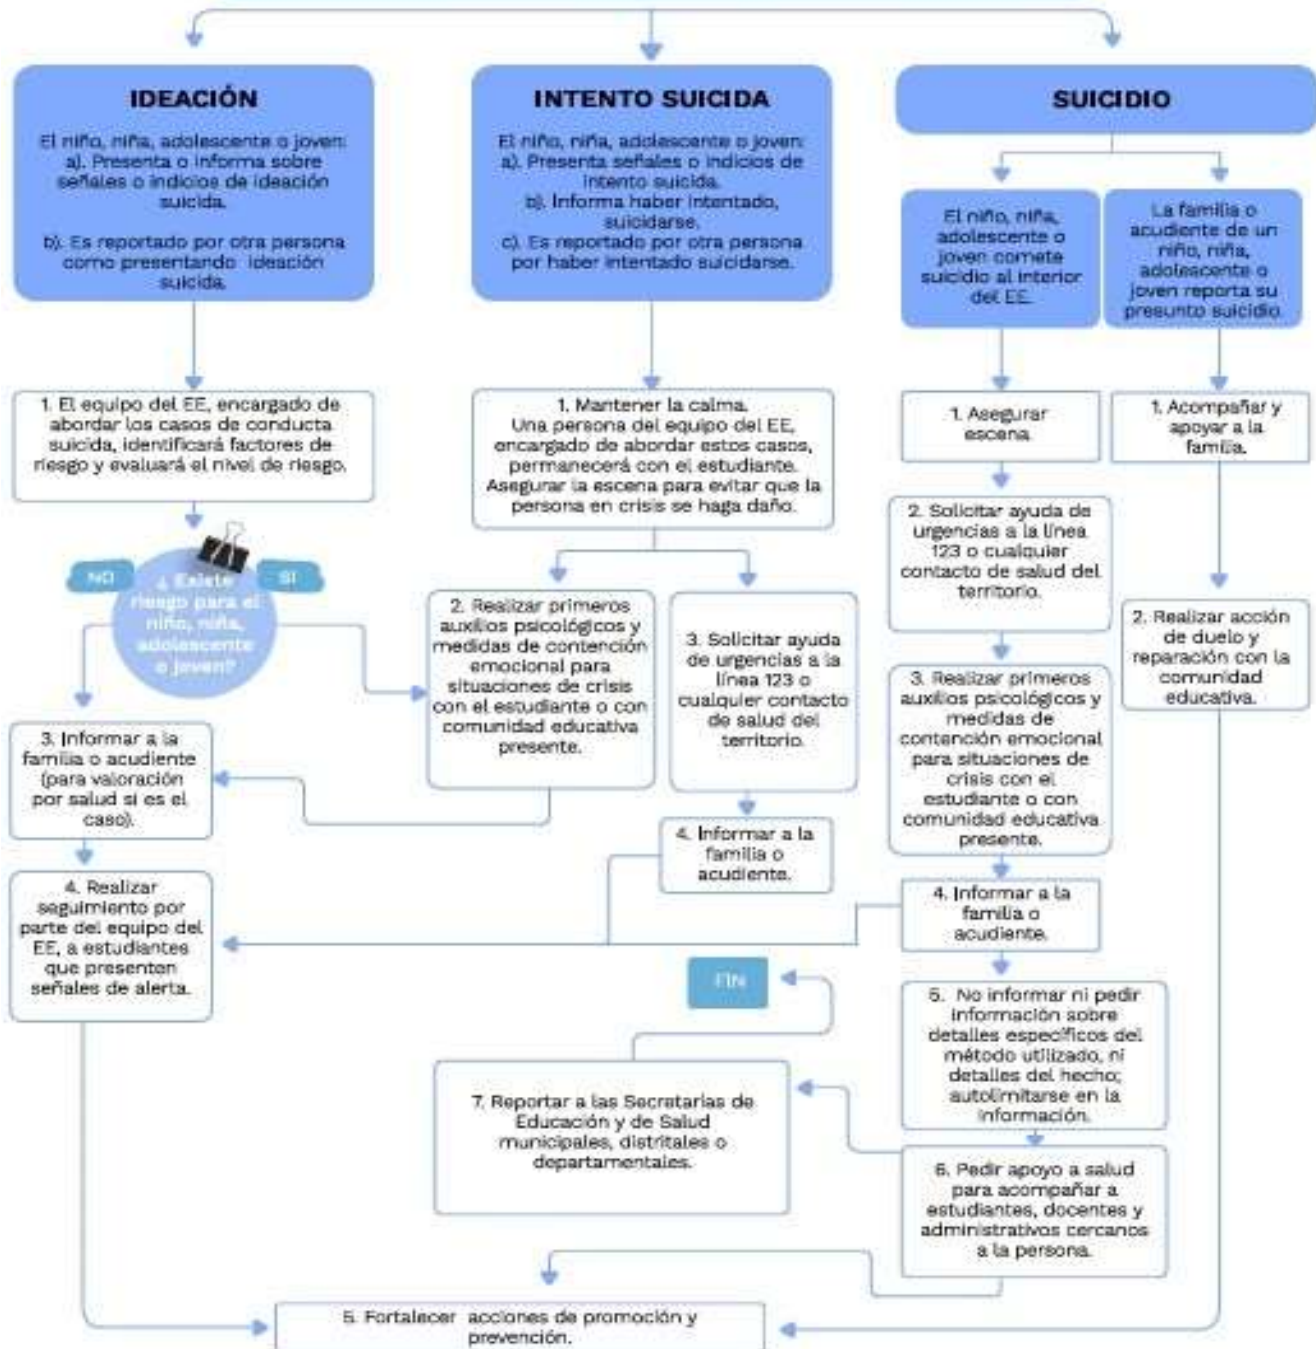 IDEACIÓN
El niño, niña, adolescente o joven:
a). Presenta o informa sobre
señales o indicios de ideación
suicida.
b). Es reportado por otra persona
como presentando ideación
suicida.
INTENTO SUICIDA
El niño, niña, adolescente o joven:
a). Presenta señales o indicios de
intento suicida.
b). Informa haber intentado,
suicidarse.
c). Es reportado por otra persona
por haber intentado suicidarse.
SUICIDIO
El niño, niña,
adolescente o
joven comete
suicidio al interior
del EE.
La familia o
acudiente de un
niño, niña,
adolescente o
joven reporta su
presunto suicidio.
1. El equipo del EE, encargado de
abordar los casos de conducta
suicida, identificará factores de
riesgo y evaluará el nivel de riesgo.
NO
SI
¿ Existe
riesgo para el
niño, niña,
adolescente
o joven?
3. Informar a la
familia o acudiente
(para valoración
por salud si es el
caso).
4. Realizar
seguimiento por
parte del equipo del
EE, a estudiantes
que presenten
señales de alerta.
1. Mantener la calma.
Una persona del equipo del EE,
encargado de abordar estos casos,
permanecerá con el estudiante.
Asegurar la escena para evitar que la
persona en crisis se haga daño.
2. Realizar primeros
auxilios psicológicos y
medidas de contención
emocional para
situaciones de crisis
con el estudiante o con
comunidad educativa
presente.
3. Solicitar ayuda
de urgencias a la
línea 123 o
cualquier contacto
de salud del
territorio.
4. Informar a la
familia o
acudiente.
1. Asegurar
escena.
2. Solicitar ayuda de
urgencias a la línea
123 o cualquier
contacto de salud del
territorio.
3. Realizar primeros
auxilios psicológicos y
medidas de
contención emocional
para situaciones de
crisis con el
estudiante o con
comunidad educativa
presente.
4. Informar a la
familia o
acudiente.
5. No informar ni pedir
información sobre
detalles específicos del
método utilizado, ni
detalles del hecho;
autolimitarse en la
información.
6. Pedir apoyo a salud
para acompañar a
estudiantes, docentes y
administrativos cercanos
a la persona.
1. Acompañar y
apoyar a la
familia.
2. Realizar acción
de duelo y
reparación con la
comunidad
educativa.
FIN
7. Reportar a las Secretarías de
Educación y de Salud
municipales, distritales o
departamentales.
5. Fortalecer acciones de promoción y
prevención.